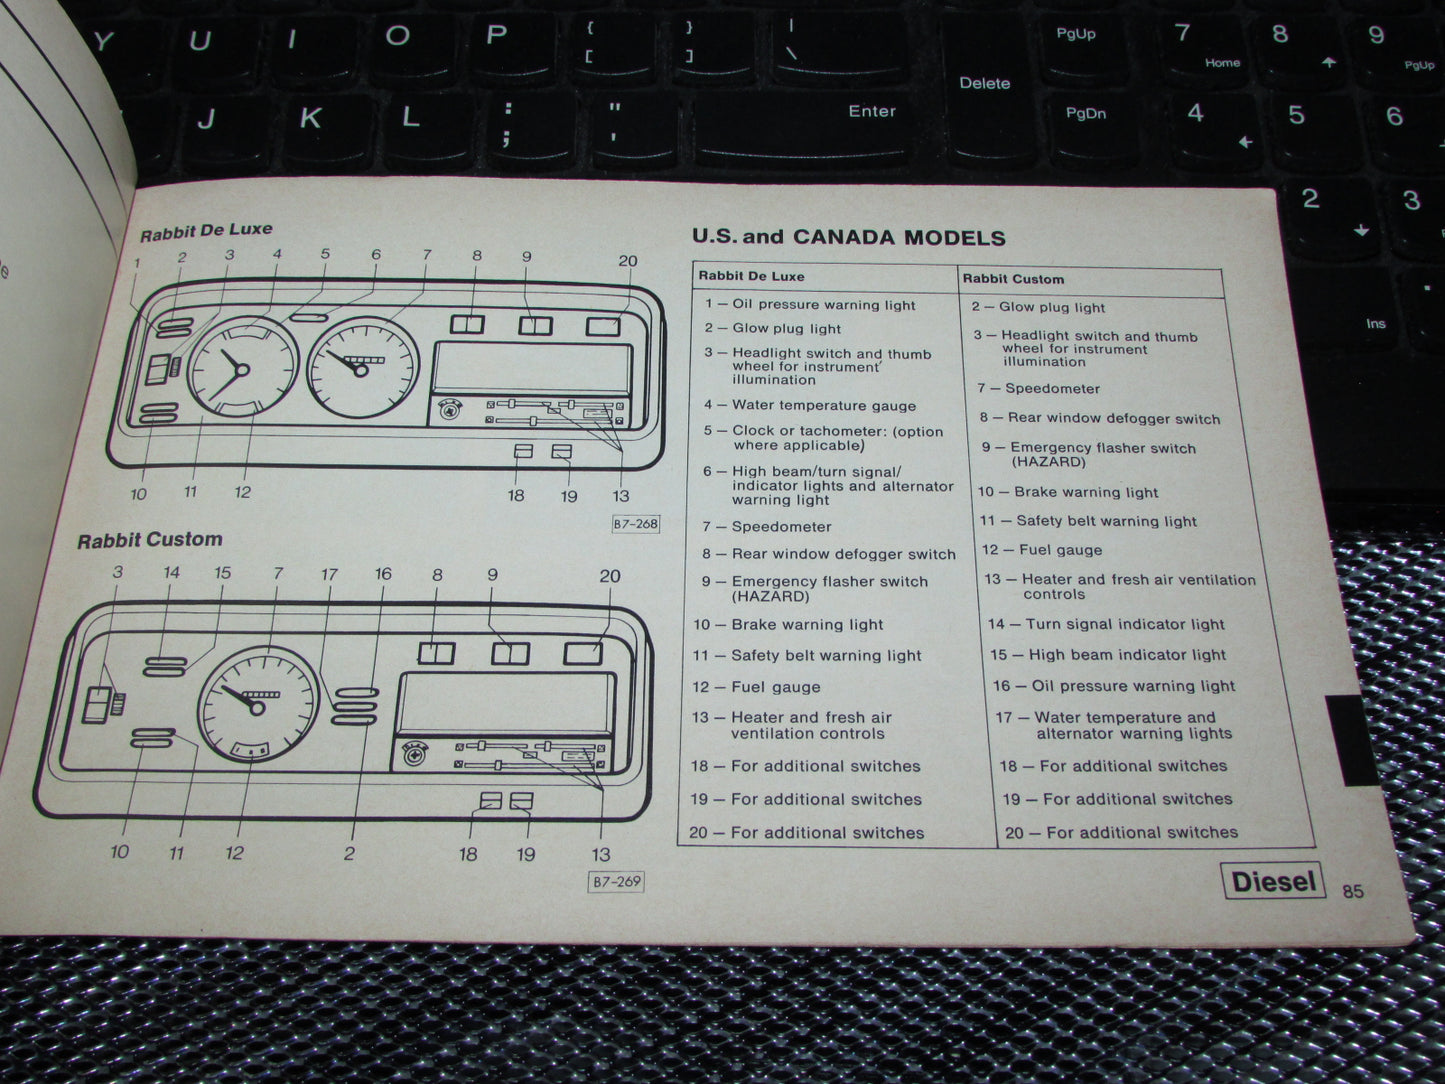 Y U I O P { [ } ] | \
Delete
PgUp
7 Home
8
9 PgUp
J K L : ; " '
Enter
PgDn
4
5
6
2
3
Ins
Rabbit De Luxe
1 2 3 4 5 6 7 8 9 20
10 11 12 18 19 13
B7–268
Rabbit Custom
3 14 15 7 17 16 8 9 20
10 11 12 2 18 19 13
B7–269
U.S. and CANADA MODELS
Rabbit De Luxe
1 — Oil pressure warning light
2 — Glow plug light
3 — Headlight switch and thumb
wheel for instrument
illumination
4 — Water temperature gauge
5 — Clock or tachometer: (option
where applicable)
6 — High beam/turn signal/
indicator lights and alternator
warning light
7 — Speedometer
8 — Rear window defogger switch
9 — Emergency flasher switch
(HAZARD)
10 — Brake warning light
11 — Safety belt warning light
12 — Fuel gauge
13 — Heater and fresh air
ventilation controls
18 — For additional switches
19 — For additional switches
20 — For additional switches
Rabbit Custom
2 — Glow plug light
3 — Headlight switch and thumb
wheel for instrument
illumination
7 — Speedometer
8 — Rear window defogger switch
9 — Emergency flasher switch
(HAZARD)
10 — Brake warning light
11 — Safety belt warning light
12 — Fuel gauge
13 — Heater and fresh air ventilation
controls
14 — Turn signal indicator light
15 — High beam indicator light
16 — Oil pressure warning light
17 — Water temperature and
alternator warning lights
18 — For additional switches
19 — For additional switches
20 — For additional switches
Diesel
85